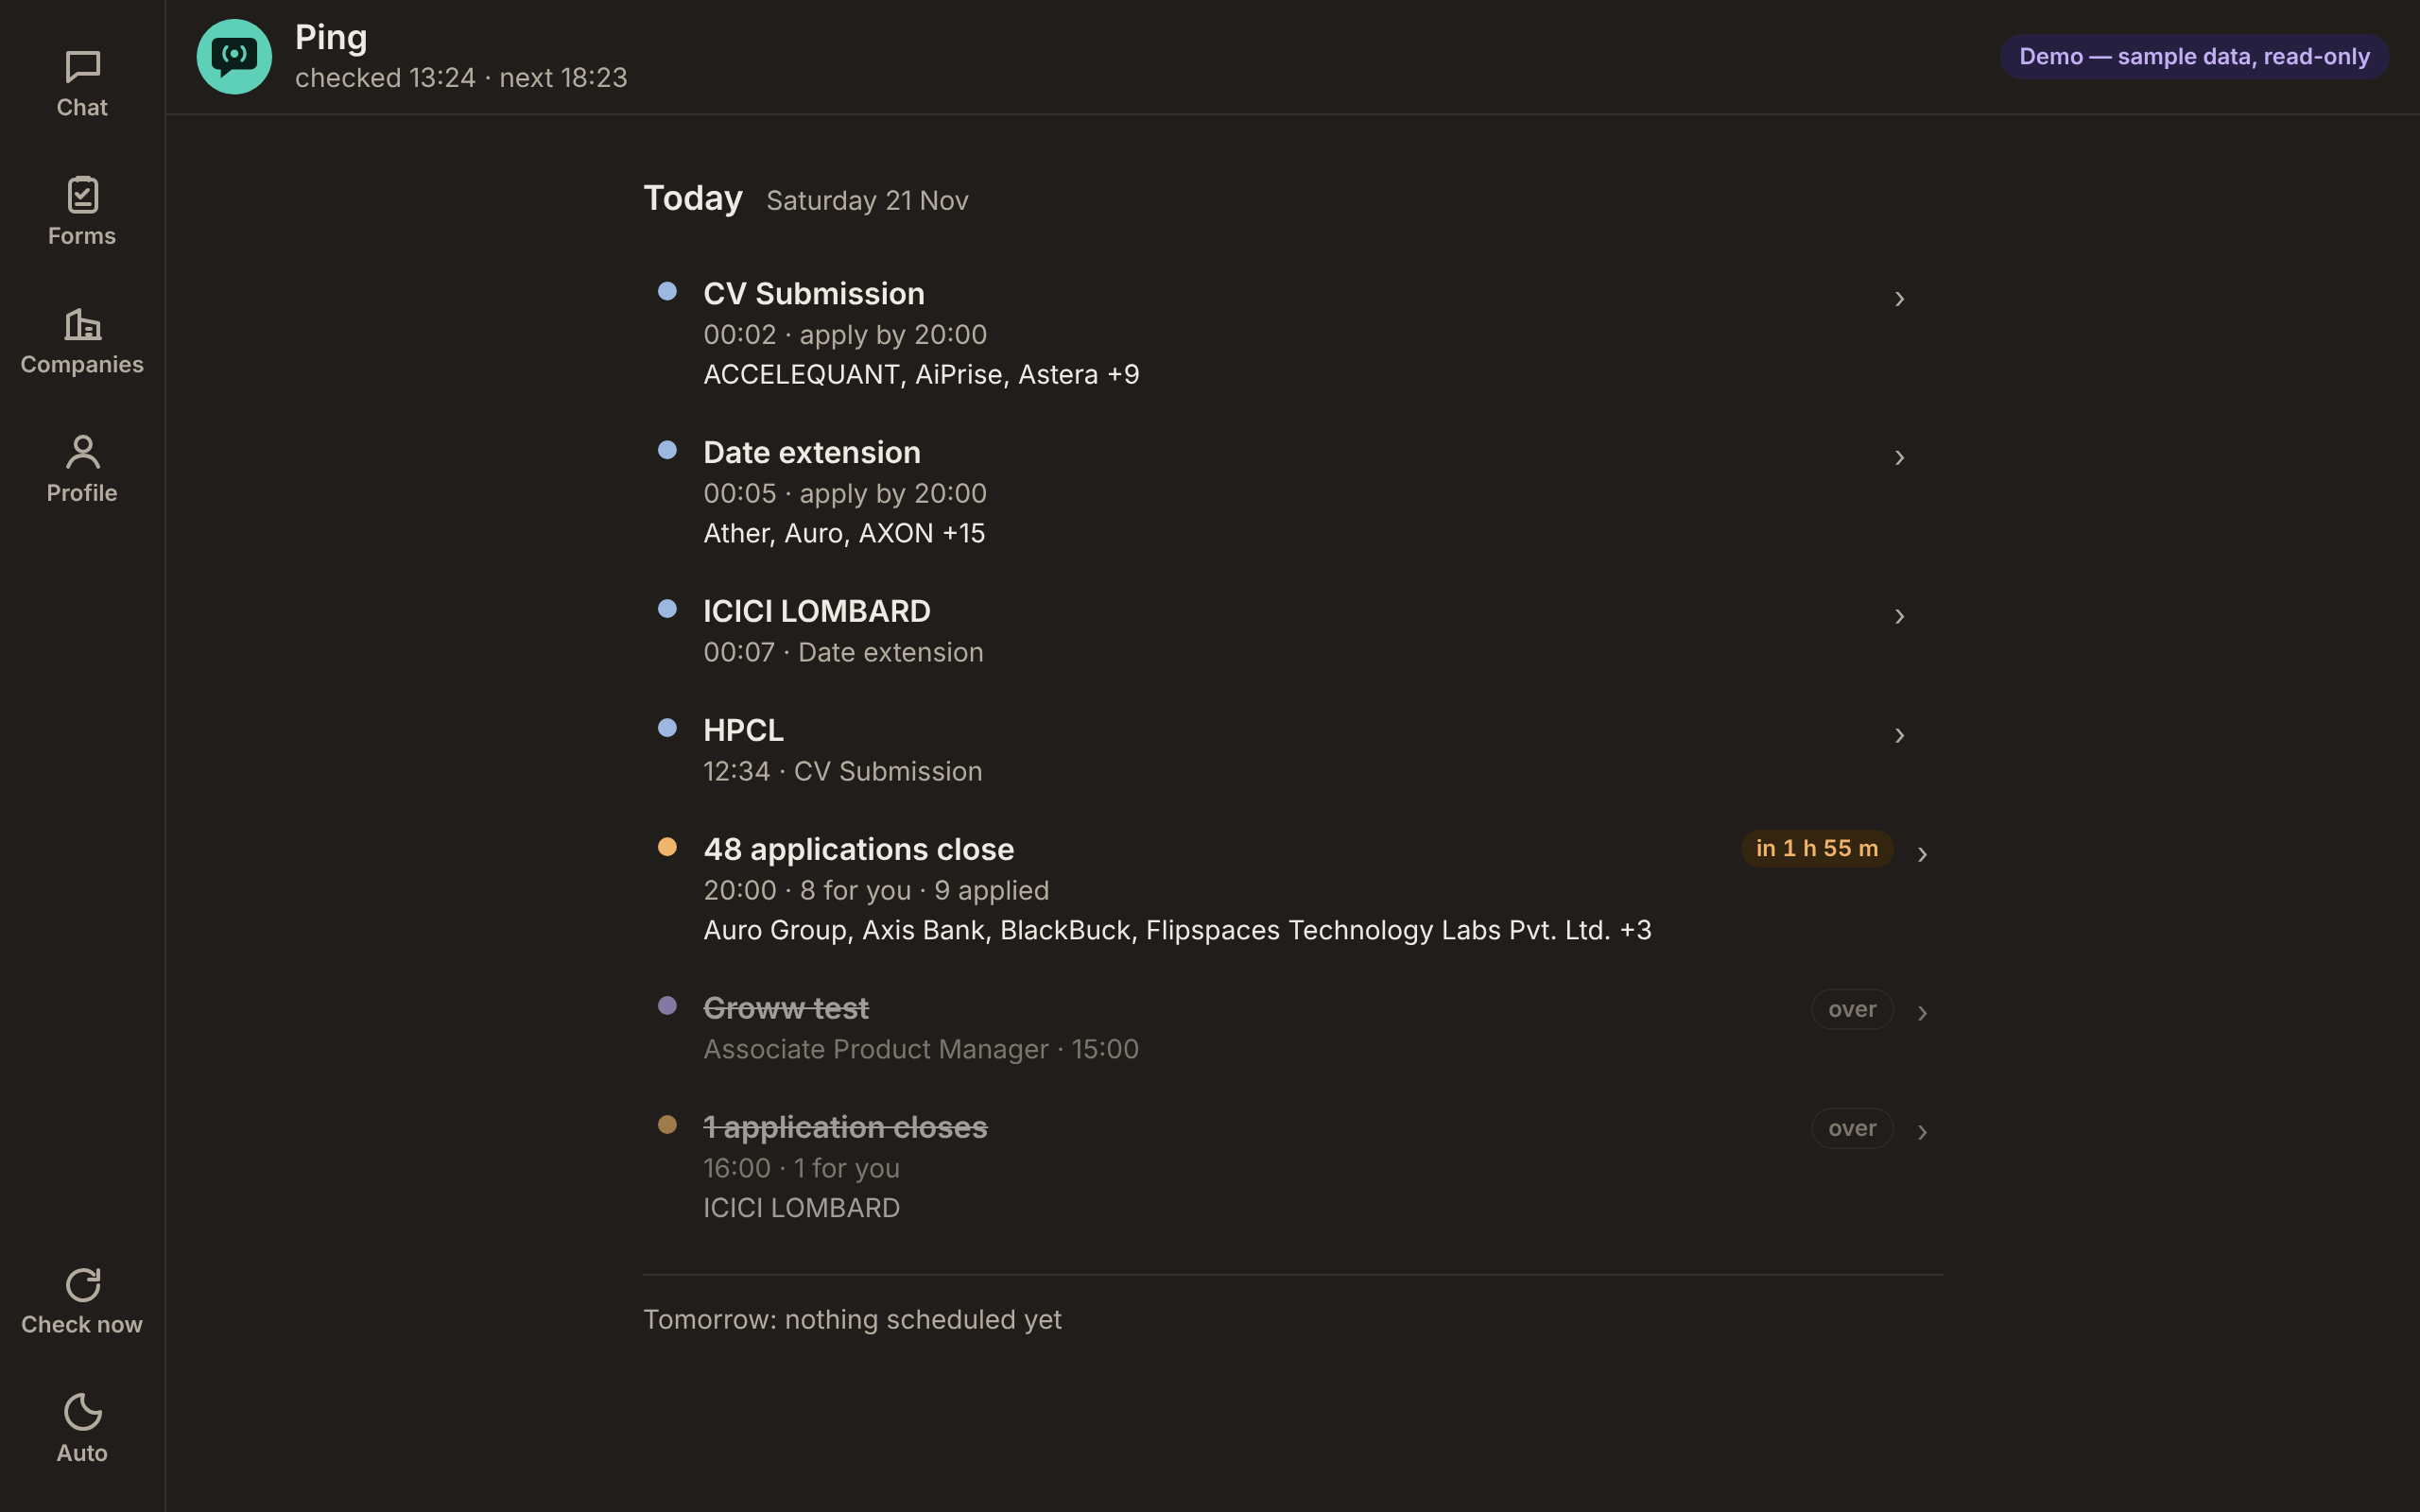 Chat
Forms
Companies
Profile
Check now
Auto
Ping
checked 13:24 · next 18:23
Demo — sample data, read-only
Today Saturday 21 Nov
CV Submission
00:02 · apply by 20:00
ACCELEQUANT, AiPrise, Astera +9
Date extension
00:05 · apply by 20:00
Ather, Auro, AXON +15
ICICI LOMBARD
00:07 · Date extension
HPCL
12:34 · CV Submission
48 applications close in 1 h 55 m
20:00 · 8 for you · 9 applied
Auro Group, Axis Bank, BlackBuck, Flipspaces Technology Labs Pvt. Ltd. +3
Groww test over
Associate Product Manager · 15:00
1 application closes over
16:00 · 1 for you
ICICI LOMBARD
Tomorrow: nothing scheduled yet